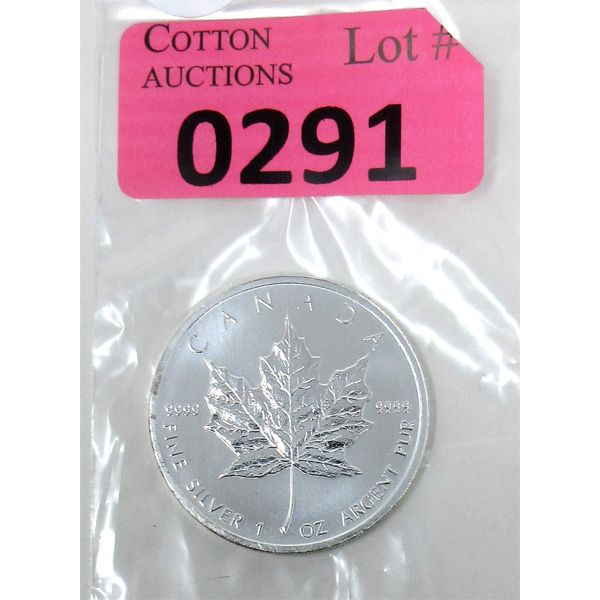 COTTON Lot #
AUCTIONS
0291
CANADA
9999 9999
FINE SILVER 1 OZ ARGENT PUR